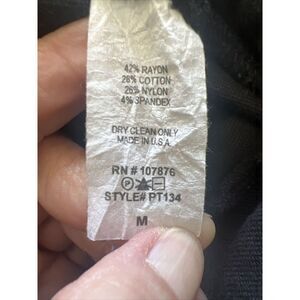 42% RAYON
28% COTTON
26% NYLON
4% SPANDEX
DRY CLEAN ONLY
MADE IN U.S.A.
RN # 107876
P
STYLE# PT134
M